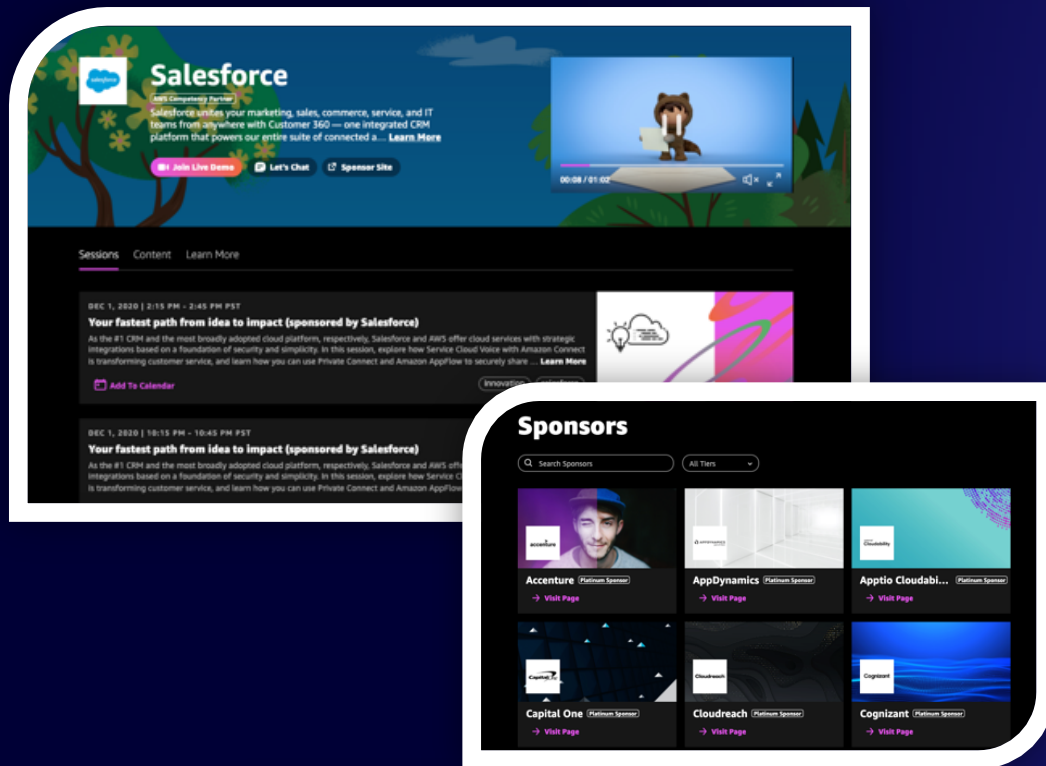 salesforce
Salesforce
AWS Competency Partner
Salesforce unites your marketing, sales, commerce, service, and IT
teams from anywhere with Customer 360 — one integrated CRM
platform that powers our entire suite of connected a... Learn More
Join Live Demo
Let's Chat
Sponsor Site
00:08 / 01:02
Sessions Content Learn More
DEC 1, 2020 | 2:15 PM - 2:45 PM PST
Your fastest path from idea to impact (sponsored by Salesforce)
As the #1 CRM and the most broadly adopted cloud platform, respectively, Salesforce and AWS offer cloud services with strategic
integrations based on a foundation of security and simplicity. In this session, explore how Service Cloud Voice with Amazon Connect
is transforming customer service, and learn how you can use Private Connect and Amazon AppFlow to securely share ... Learn More
Add To Calendar
Innovation
DEC 1, 2020 | 10:15 PM - 10:45 PM PST
Your fastest path from idea to impact (sponsored by Salesforce)
As the #1 CRM and the most broadly adopted cloud platform, respectively, Salesforce and AWS
integrations based on a foundation of security and simplicity. In this session, explore how Service
is transforming customer service, and learn how you can use Private Connect and Amazon AppFlow
Sponsors
Search Sponsors
All Tiers
accenture
APPDYNAMICS
Cloudability
Accenture Platinum Sponsor
Visit Page
AppDynamics Platinum Sponsor
Visit Page
Apptio Cloudabi... Platinum Sponsor
Visit Page
Capital One
Cloudreach
Cognizant
Capital One Platinum Sponsor
Visit Page
Cloudreach Platinum Sponsor
Visit Page
Cognizant Platinum Sponsor
Visit Page